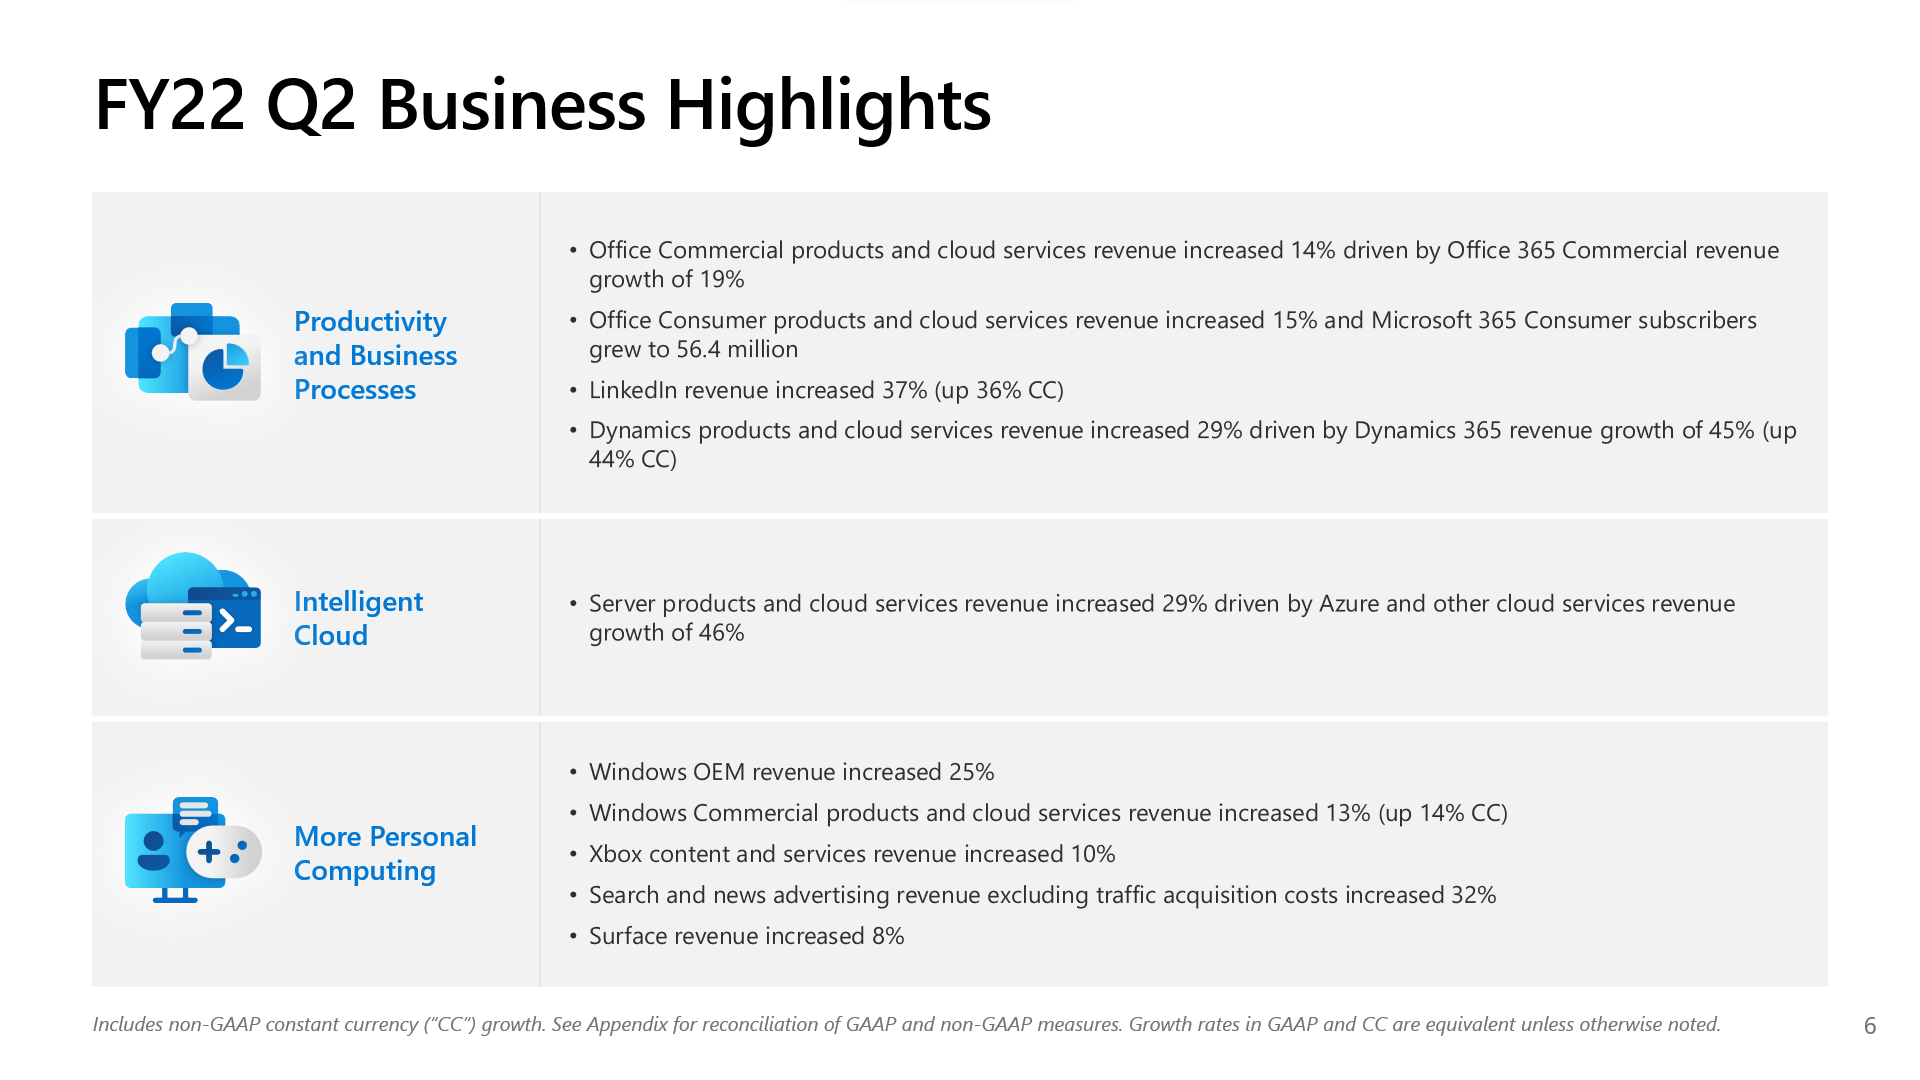 FY22 Q2 Business Highlights
Productivity
and Business
Processes
• Office Commercial products and cloud services revenue increased 14% driven by Office 365 Commercial revenue
growth of 19%
• Office Consumer products and cloud services revenue increased 15% and Microsoft 365 Consumer subscribers
grew to 56.4 million
• LinkedIn revenue increased 37% (up 36% CC)
• Dynamics products and cloud services revenue increased 29% driven by Dynamics 365 revenue growth of 45% (up
44% CC)
Intelligent
Cloud
• Server products and cloud services revenue increased 29% driven by Azure and other cloud services revenue
growth of 46%
More Personal
Computing
• Windows OEM revenue increased 25%
• Windows Commercial products and cloud services revenue increased 13% (up 14% CC)
• Xbox content and services revenue increased 10%
• Search and news advertising revenue excluding traffic acquisition costs increased 32%
• Surface revenue increased 8%
Includes non-GAAP constant currency (“CC”) growth. See Appendix for reconciliation of GAAP and non-GAAP measures. Growth rates in GAAP and CC are equivalent unless otherwise noted.
6